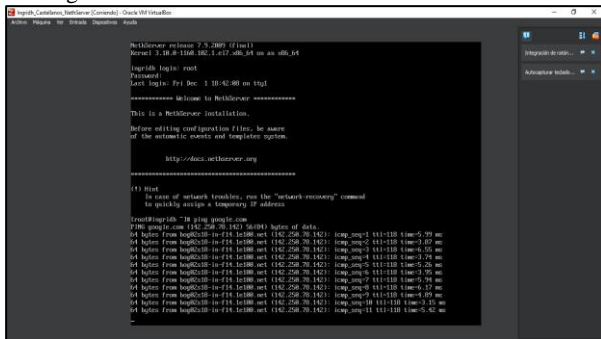 Ingridh_Castellanos_NethServer [Corriendo] - Oracle VM VirtualBox
Archivo Máquina Ver Entrada Dispositivos Ayuda
Integración de ratón...
Autocapturar teclado...
NethServer release 7.9.2009 (final)
Kernel 3.10.0-1160.102.1.el7.x86_64 on an x86_64
ingridh login: root
Password:
Last login: Fri Dec 1 18:42:08 on tty1
************ Welcome to NethServer ************
This is a NethServer installation.
Before editing configuration files, be aware
of the automatic events and templates system.
http://docs.nethserver.org
***********************************************
(!) Hint
In case of network troubles, run the "network-recovery" command
to quickly assign a temporary IP address
[root@ingridh ~]# ping google.com
PING google.com (142.250.78.142) 56(84) bytes of data.
64 bytes from bog02s18-in-f14.1e100.net (142.250.78.142): icmp_seq=1 ttl=118 time=5.99 ms
64 bytes from bog02s18-in-f14.1e100.net (142.250.78.142): icmp_seq=2 ttl=118 time=3.87 ms
64 bytes from bog02s18-in-f14.1e100.net (142.250.78.142): icmp_seq=3 ttl=118 time=6.55 ms
64 bytes from bog02s18-in-f14.1e100.net (142.250.78.142): icmp_seq=4 ttl=118 time=3.74 ms
64 bytes from bog02s18-in-f14.1e100.net (142.250.78.142): icmp_seq=5 ttl=118 time=5.26 ms
64 bytes from bog02s18-in-f14.1e100.net (142.250.78.142): icmp_seq=6 ttl=118 time=3.95 ms
64 bytes from bog02s18-in-f14.1e100.net (142.250.78.142): icmp_seq=7 ttl=118 time=5.94 ms
64 bytes from bog02s18-in-f14.1e100.net (142.250.78.142): icmp_seq=8 ttl=118 time=6.17 ms
64 bytes from bog02s18-in-f14.1e100.net (142.250.78.142): icmp_seq=9 ttl=118 time=4.89 ms
64 bytes from bog02s18-in-f14.1e100.net (142.250.78.142): icmp_seq=10 ttl=118 time=3.15 ms
64 bytes from bog02s18-in-f14.1e100.net (142.250.78.142): icmp_seq=11 ttl=118 time=5.42 ms